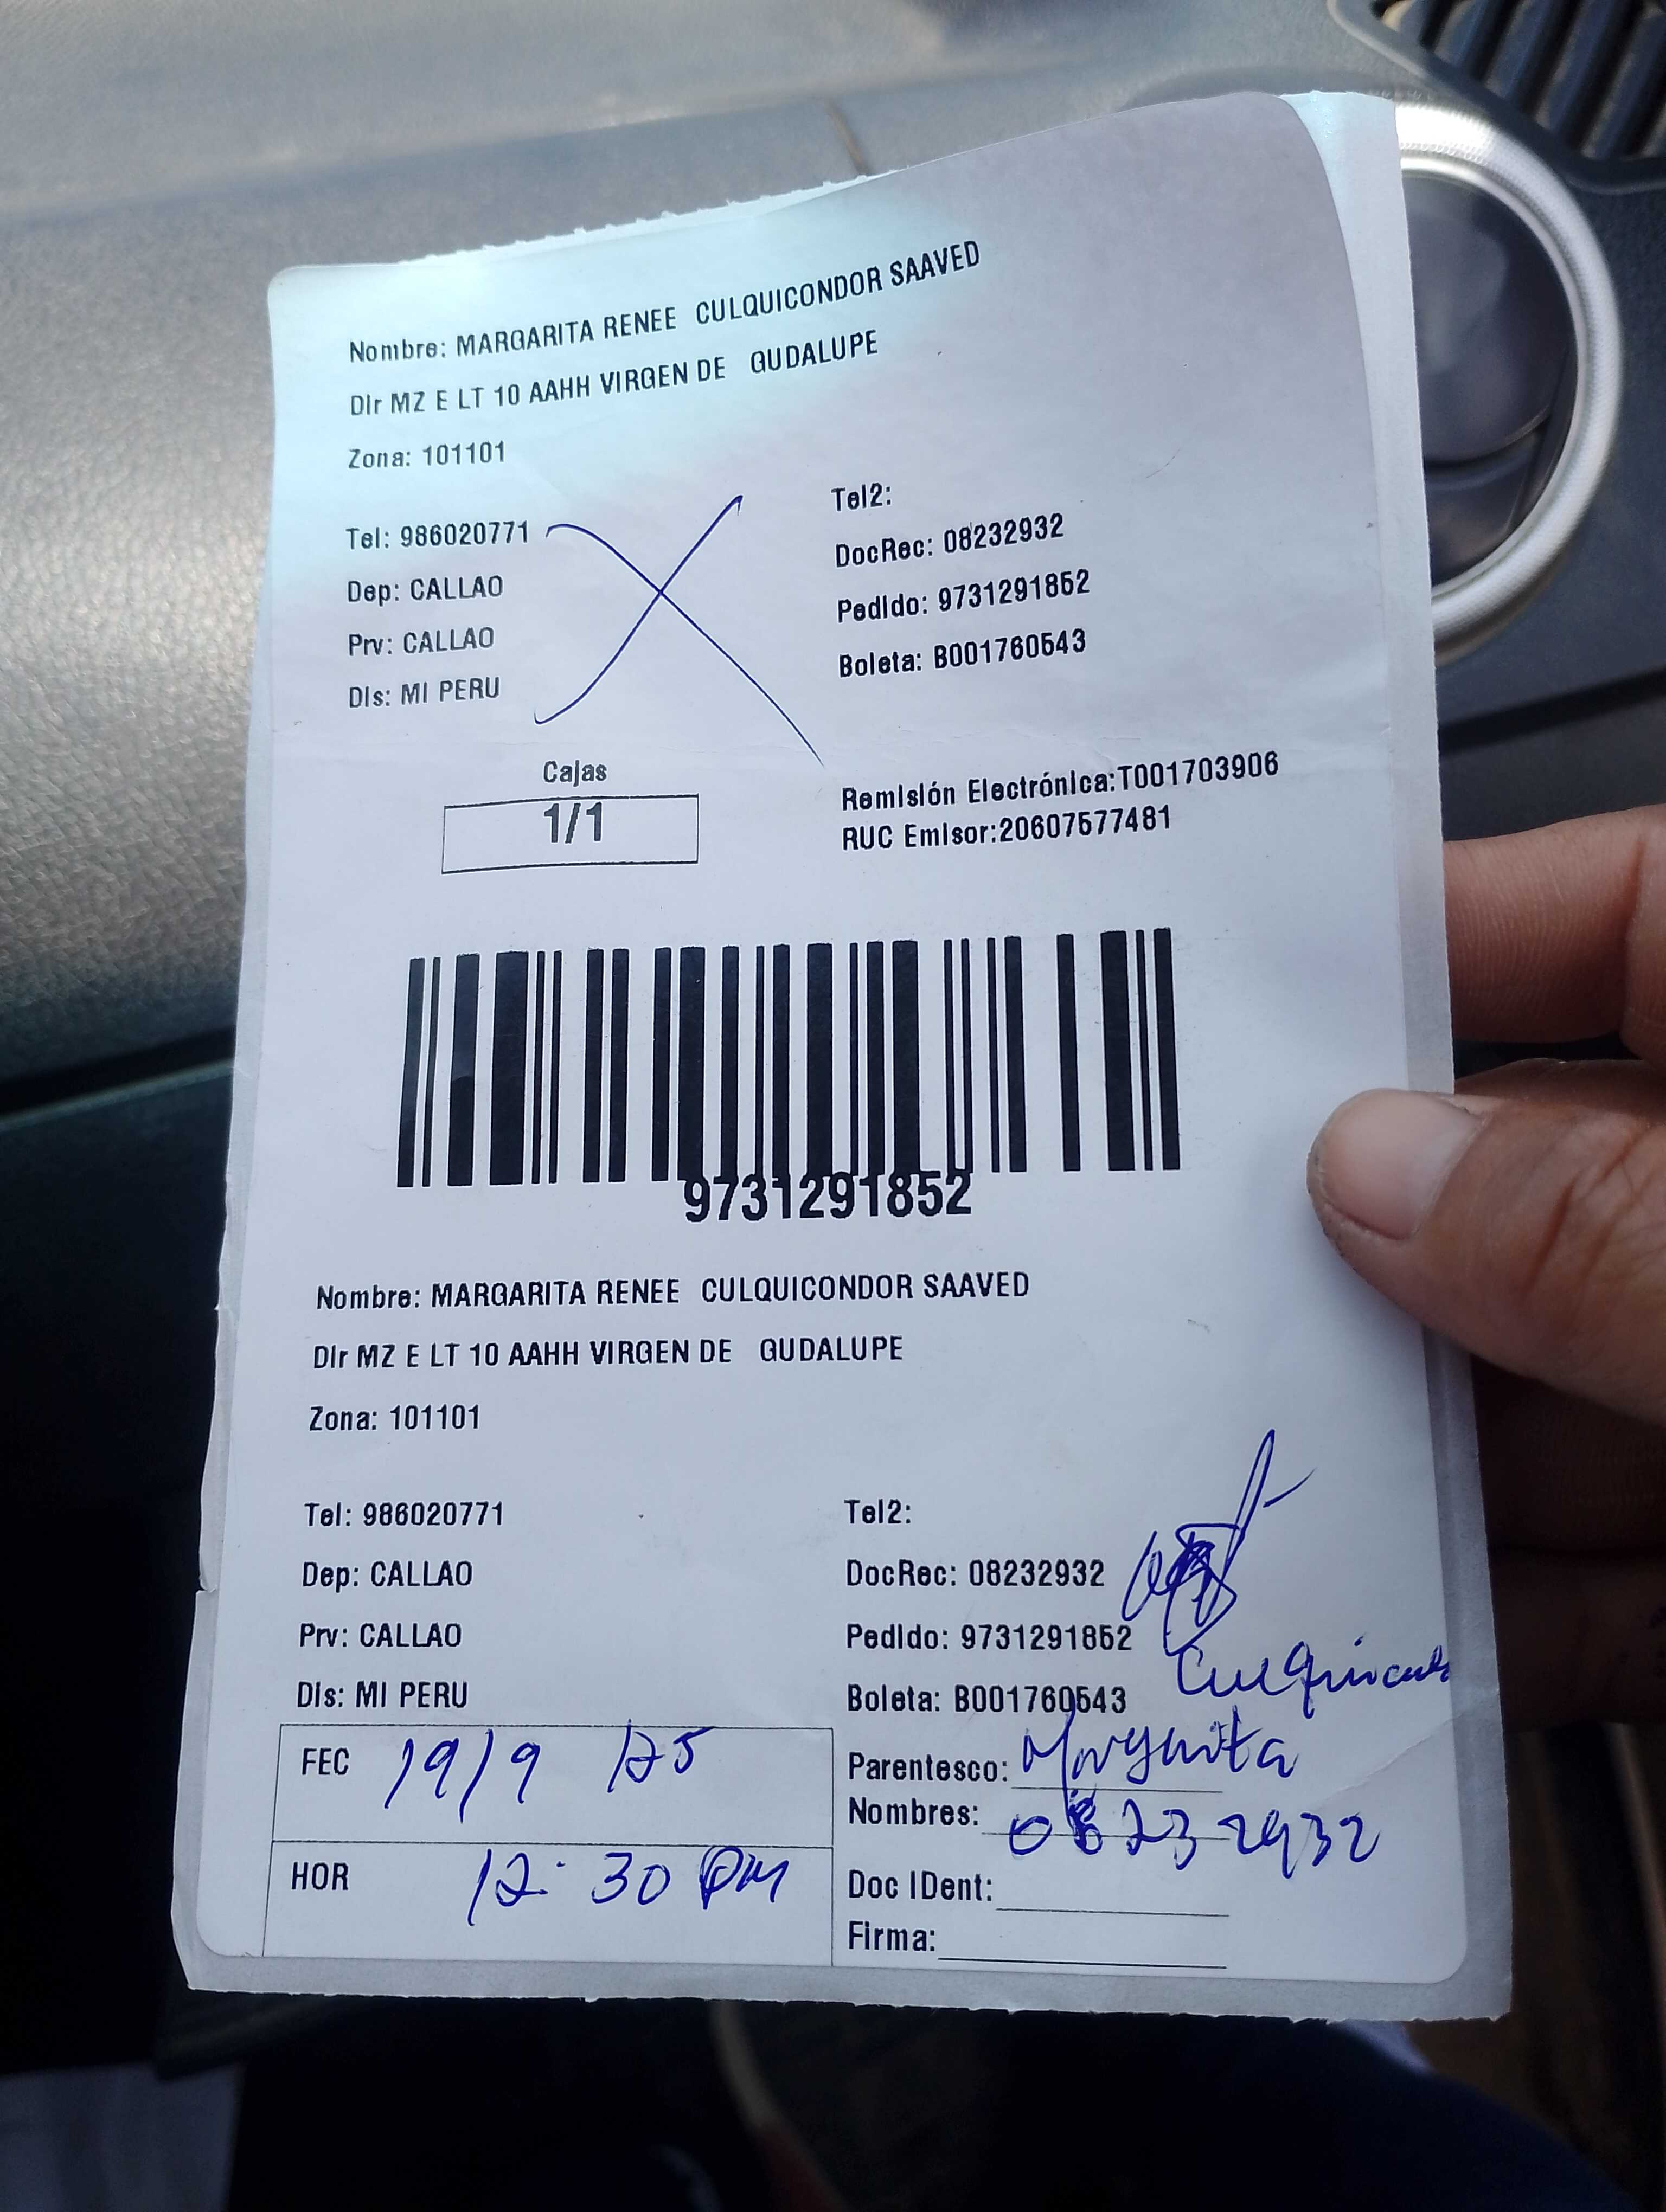 Nombre: MARGARITA RENEE CULQUICONDOR SAAVED
Dir MZ E LT 10 AAHH VIRGEN DE GUDALUPE
Zona: 101101
Tel: 986020771
Dep: CALLAO
Prv: CALLAO
Dis: MI PERU
Tel2:
DocRec: 08232932
Pedido: 9731291852
Boleta: B001760543
Cajas
1/1
Remisión Electrónica:T001703906
RUC Emisor:20607577481
9731291852
Nombre: MARGARITA RENEE CULQUICONDOR SAAVED
Dir MZ E LT 10 AAHH VIRGEN DE GUDALUPE
Zona: 101101
Tel: 986020771
Dep: CALLAO
Prv: CALLAO
Dis: MI PERU
Tel2:
DocRec: 08232932
Pedido: 9731291852
Boleta: B001760543
FEC 19/9 /25
HOR 12:30 PM
Parentesco: Margarita
Nombres: 08232932
Doc IDent:
Firma: